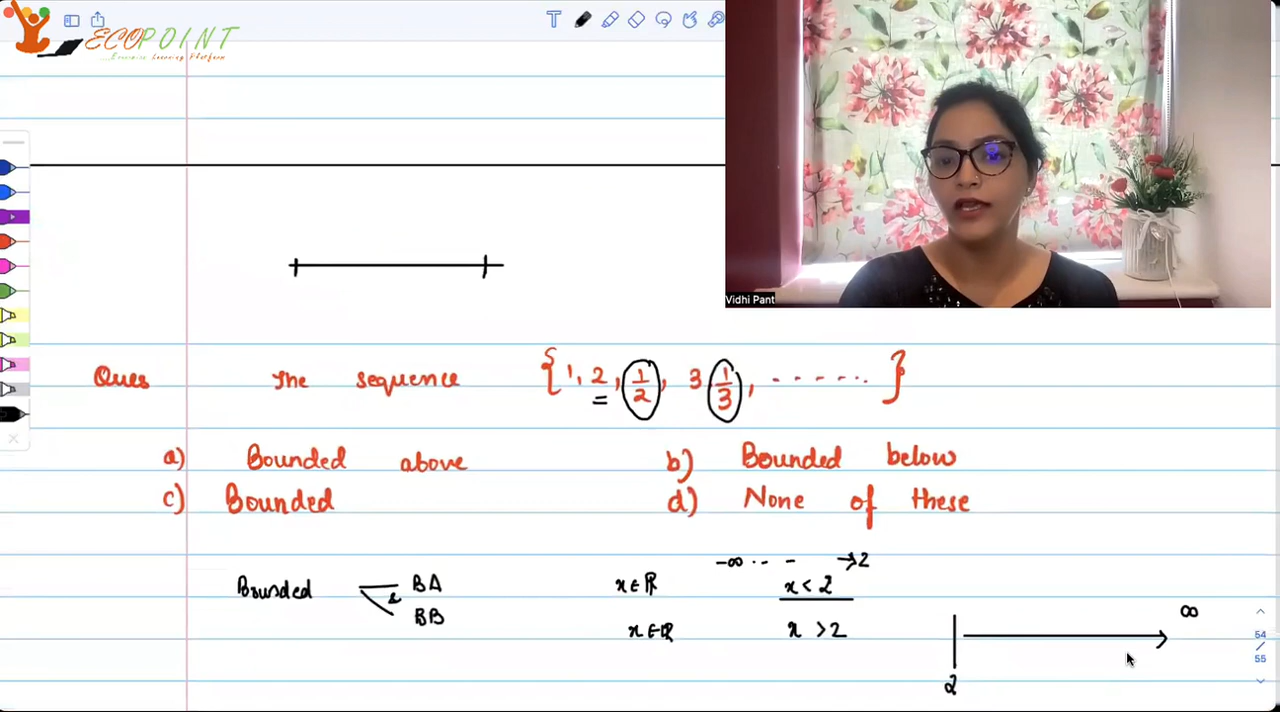 ECOPOINT
Vidhi Pant
Ques The sequence {1, 2, 1/2, 3 1/3, ------}
a) Bounded above b) Bounded below
c) Bounded d) None of these
-∞ .. - →2
Bounded BA x∈R x < 2
&
BB x∈R x > 2
∞
2
54
/
55